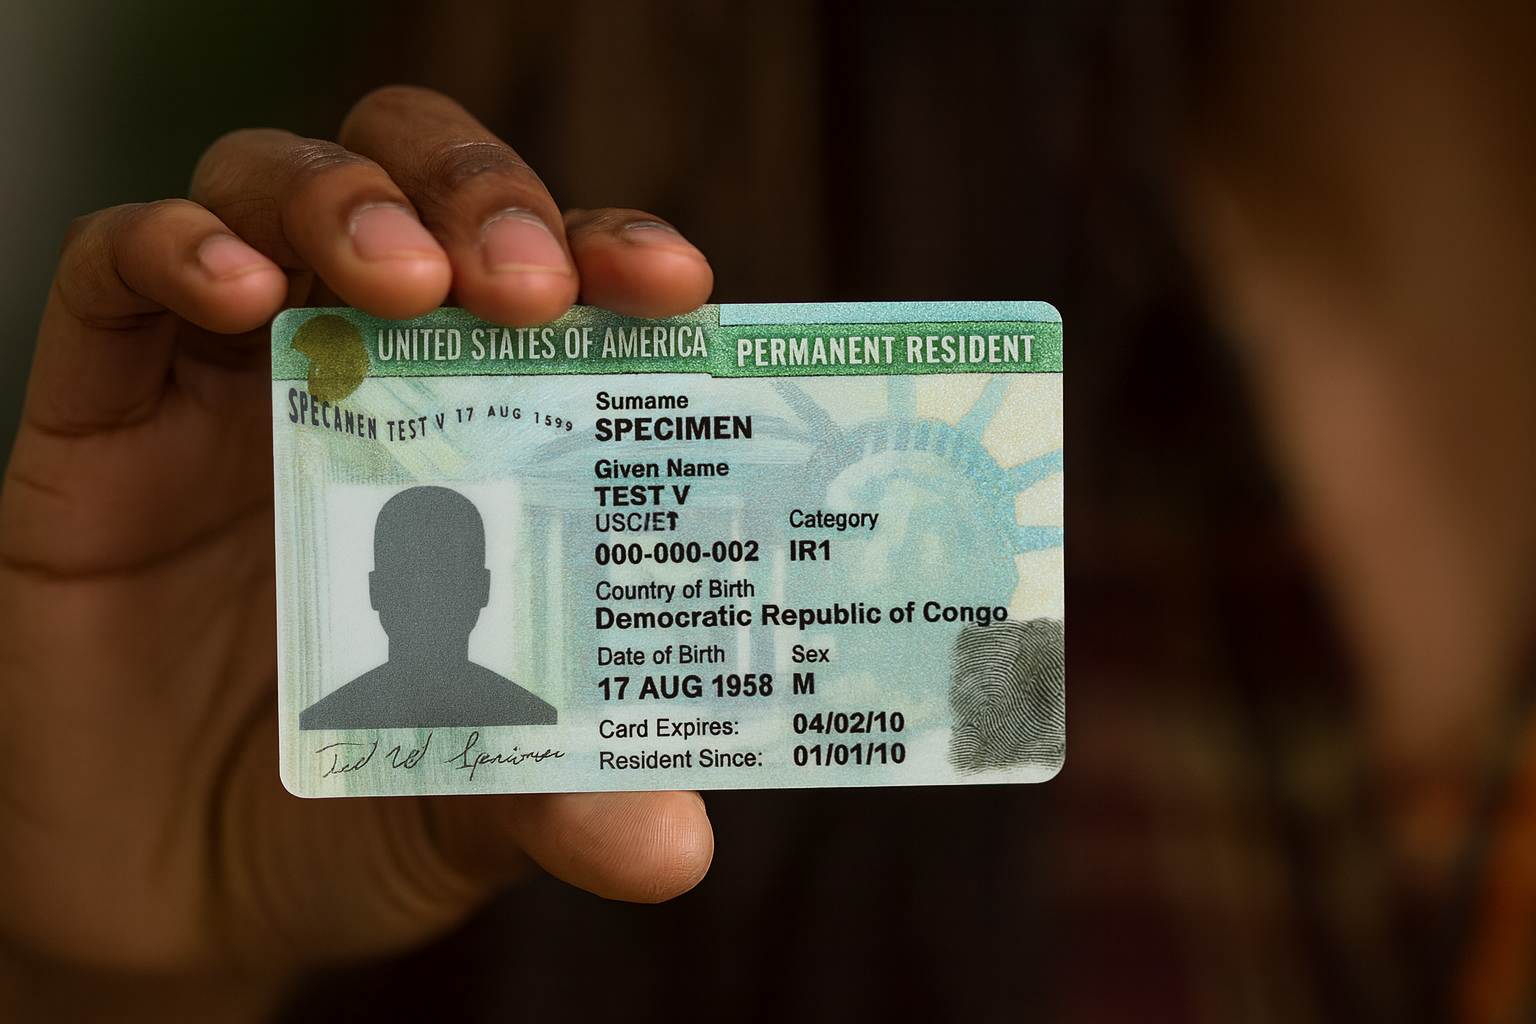 UNITED STATES OF AMERICA PERMANENT RESIDENT
SPECANEN TEST V 17 AUG 1599
Surname
SPECIMEN
Given Name
TEST V
USC/ET Category
000-000-002 IR1
Country of Birth
Democratic Republic of Congo
Date of Birth Sex
17 AUG 1958 M
Card Expires: 04/02/10
Resident Since: 01/01/10
Specimen